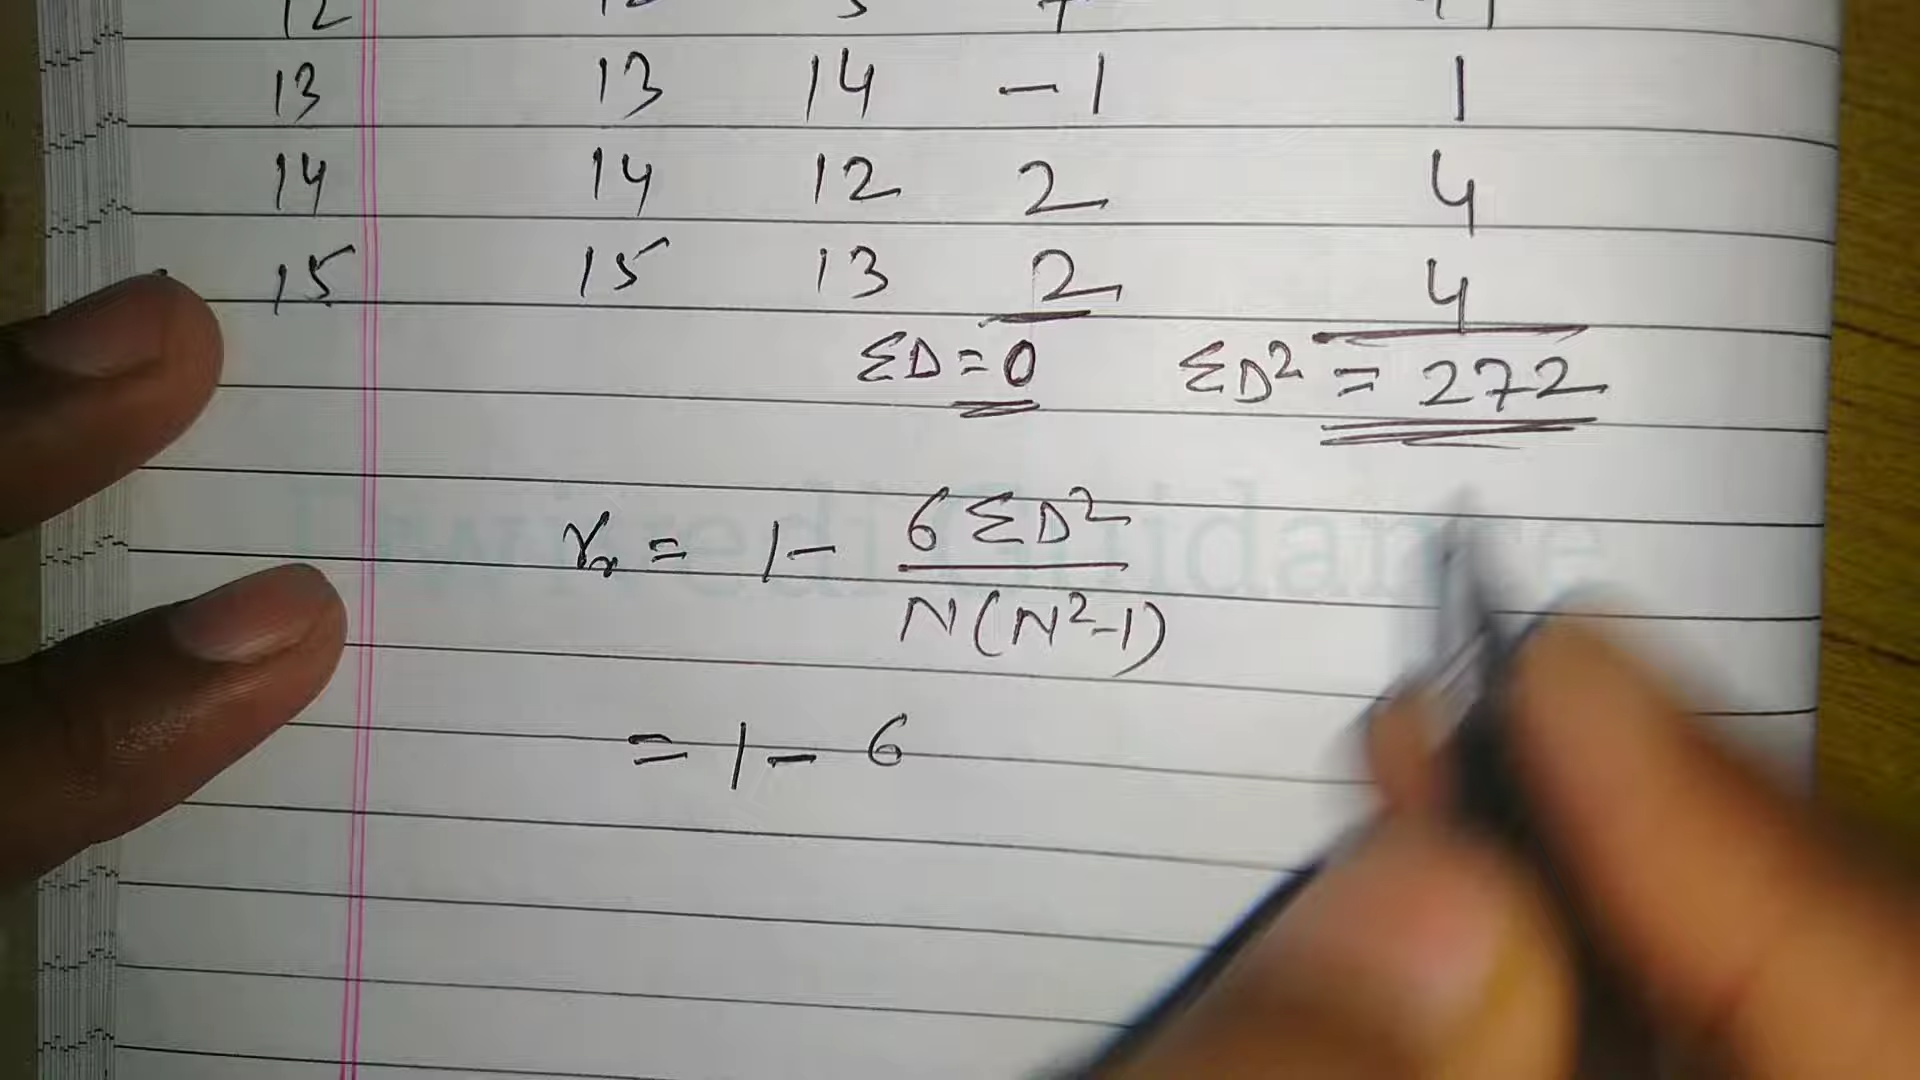 13 13 14 -1 1
14 14 12 2 4
15 15 13 2 4
ΣD = 0 ΣD² = 272
r = 1 - 6ΣD² / N(N²-1)
= 1 - 6